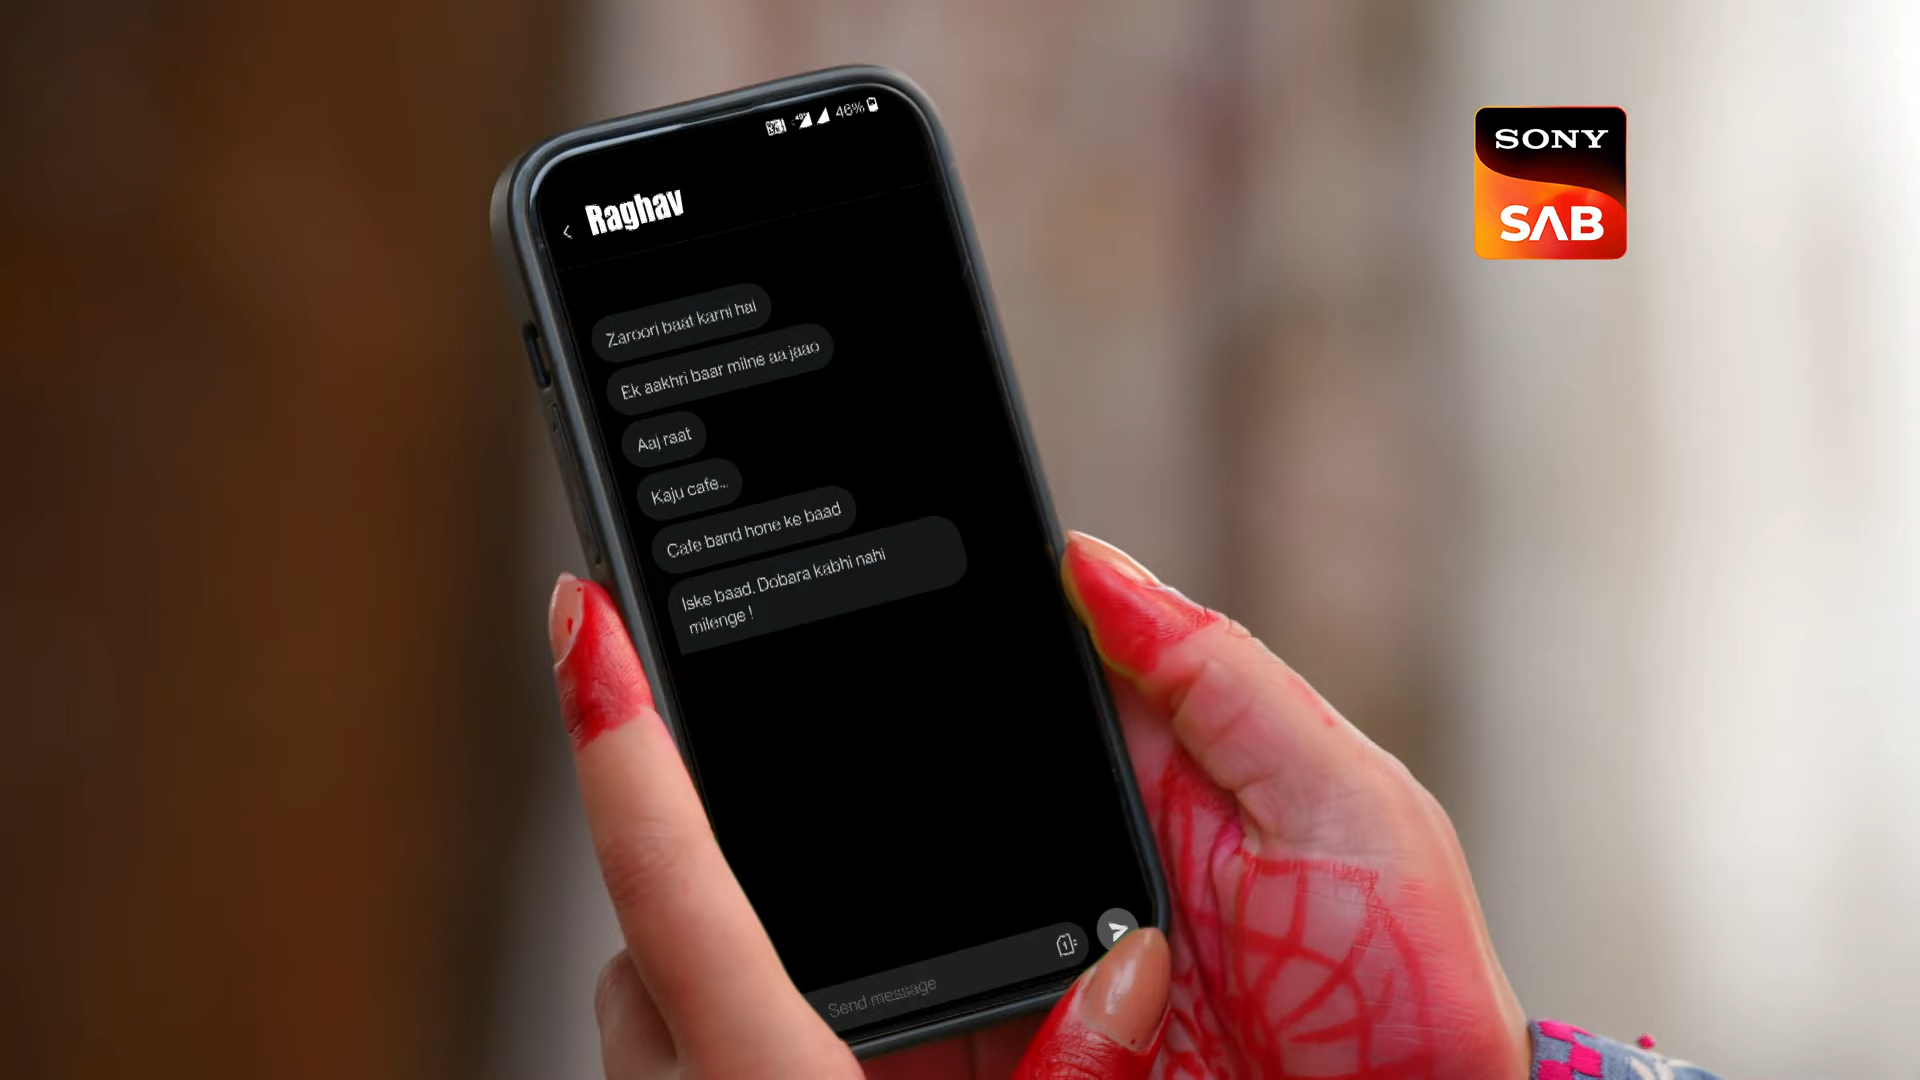 46%
SONY
SAB
Raghav
Zaroori baat karni hai
Ek aakhri baar milne aa jaao
Aaj raat
Kaju cafe...
Cafe band hone ke baad
Iske baad. Dobara kabhi nahi
milenge !
Send message